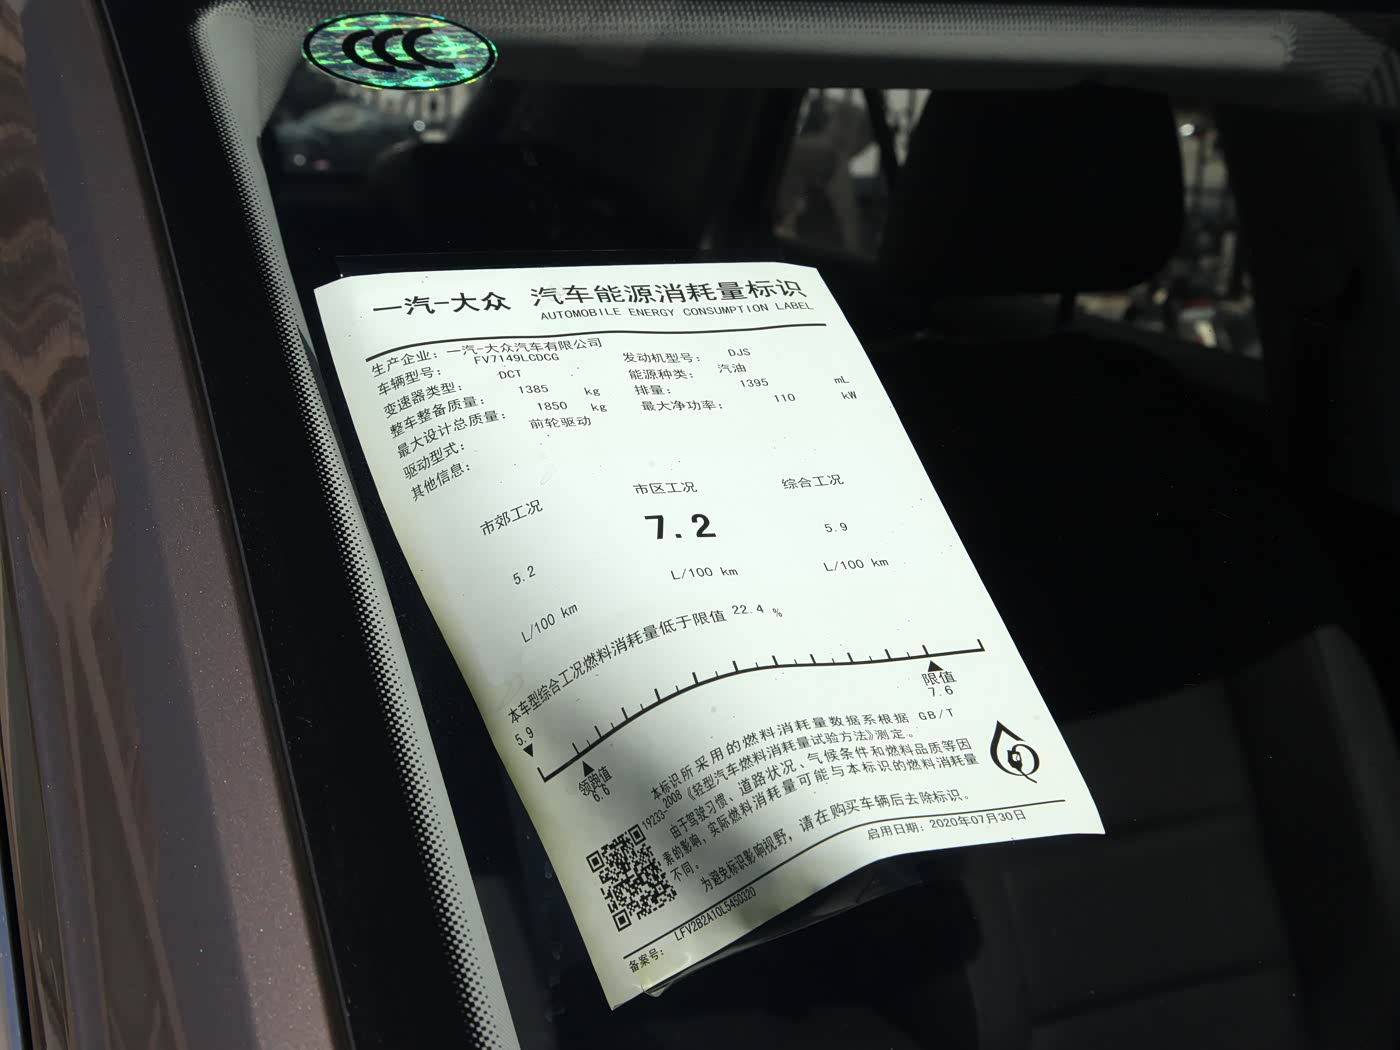 CCC
一汽-大众 汽车能源消耗量标识
AUTOMOBILE ENERGY CONSUMPTION LABEL
生产企业：一汽-大众汽车有限公司
车辆型号： FV7149LCDCG 发动机型号： DJS
变速器类型： DCT 能源种类： 汽油
整车整备质量： 1385 kg 排量： 1395 mL
最大设计总质量： 1850 kg 最大净功率： 110 kW
驱动型式： 前轮驱动
其他信息：
市郊工况 市区工况 综合工况
5.2 7.2 5.9
L/100 km L/100 km L/100 km
本车型综合工况燃料消耗量低于限值 22.4 %
5.9
领跑值
6.6
限值
7.6
本标识所采用的燃料消耗量数据系根据 GB/T
19233-2008《轻型汽车燃料消耗量试验方法》测定。
由于驾驶习惯、道路状况、气候条件和燃料品质等因
素的影响，实际燃料消耗量可能与本标识的燃料消耗量
不同。
为避免标识影响视野，请在购买车辆后去除标识。
备案号： LFV2B2A10L5450320 启用日期：2020年07月30日